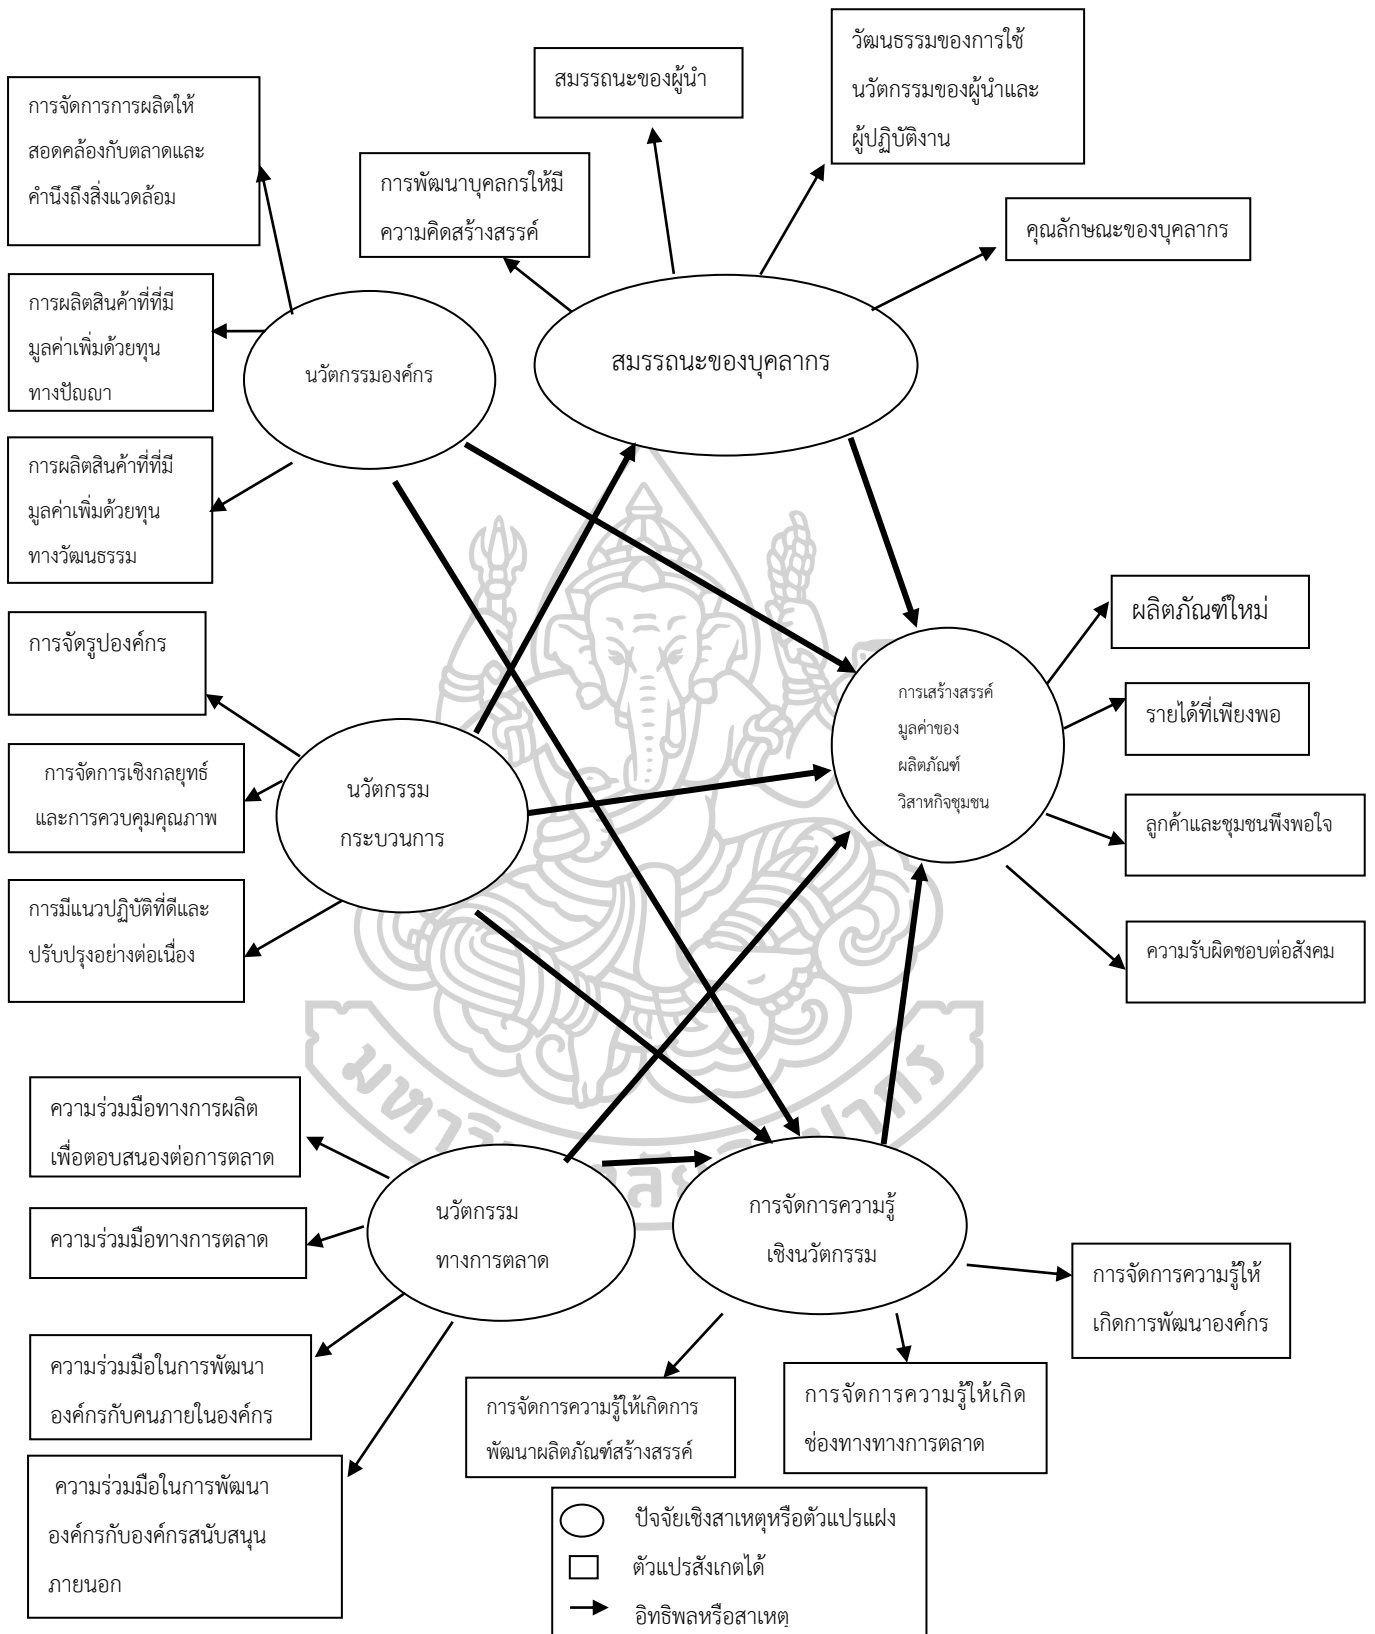 สมรรถนะของผู้นำ
วัฒนธรรมของการใช้
นวัตกรรมของผู้นำและ
ผู้ปฏิบัติงาน
การจัดการการผลิตให้
สอดคล้องกับตลาดและ
คำนึงถึงสิ่งแวดล้อม
การพัฒนาบุคลกรให้มี
ความคิดสร้างสรรค์
คุณลักษณะของบุคลากร
การผลิตสินค้าที่ที่มี
มูลค่าเพิ่มด้วยทุน
ทางปัญญา
นวัตกรรมองค์กร
สมรรถนะของบุคลากร
การผลิตสินค้าที่ที่มี
มูลค่าเพิ่มด้วยทุน
ทางวัฒนธรรม
การจัดรูปองค์กร
ผลิตภัณฑ์ใหม่
การเสร้างสรรค์
มูลค่าของ
ผลิตภัณฑ์
วิสาหกิจชุมชน
รายได้ที่เพียงพอ
การจัดการเชิงกลยุทธ์
และการควบคุมคุณภาพ
นวัตกรรม
กระบวนการ
ลูกค้าและชุมชนพึงพอใจ
การมีแนวปฏิบัติที่ดีและ
ปรับปรุงอย่างต่อเนื่อง
ความรับผิดชอบต่อสังคม
ความร่วมมือทางการผลิต
เพื่อตอบสนองต่อการตลาด
ความร่วมมือทางการตลาด
นวัตกรรม
ทางการตลาด
การจัดการความรู้
เชิงนวัตกรรม
การจัดการความรู้ให้
เกิดการพัฒนาองค์กร
ความร่วมมือในการพัฒนา
องค์กรกับคนภายในองค์กร
การจัดการความรู้ให้เกิดการ
พัฒนาผลิตภัณฑ์สร้างสรรค์
การจัดการความรู้ให้เกิด
ช่องทางทางการตลาด
ความร่วมมือในการพัฒนา
องค์กรกับองค์กรสนับสนุน
ภายนอก
ปัจจัยเชิงสาเหตุหรือตัวแปรแฝง
ตัวแปรสังเกตได้
อิทธิพลหรือสาเหตุ